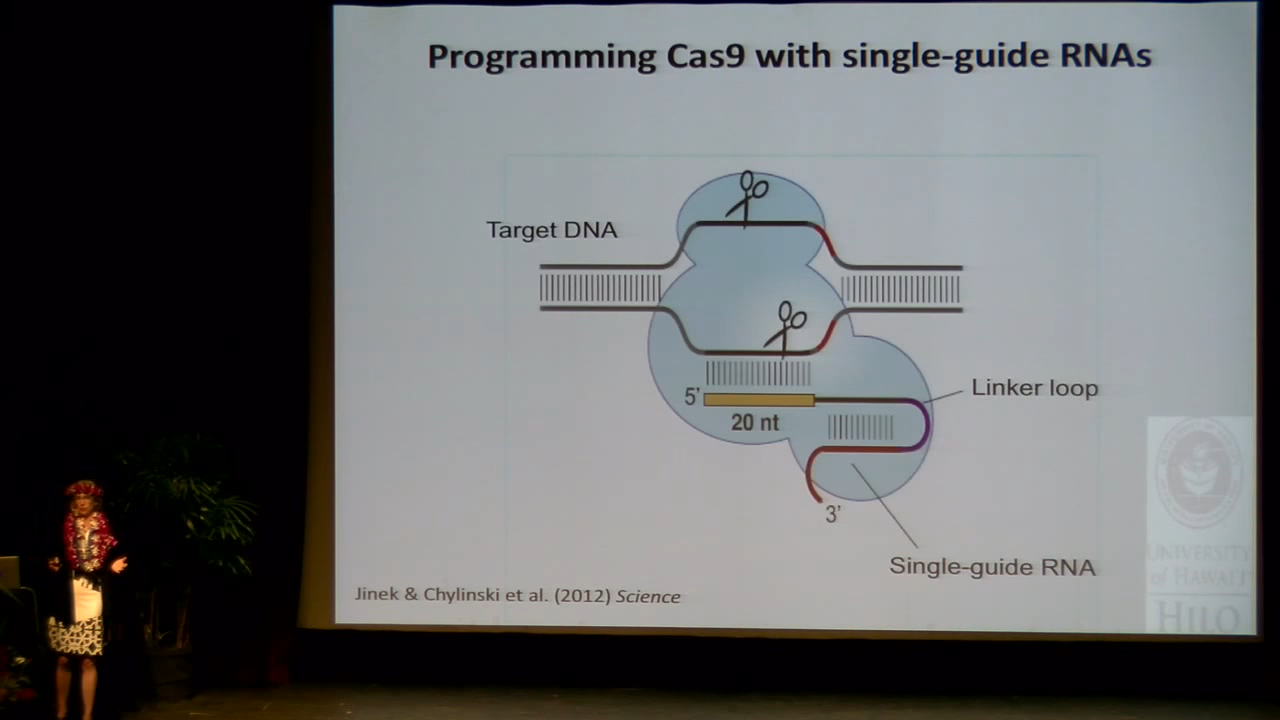 Programming Cas9 with single-guide RNAs
Target DNA
Linker loop
5'
20 nt
3'
Single-guide RNA
Jinek & Chylinski et al. (2012) Science
UNIVERSITY
of HAWAI'I
HILO